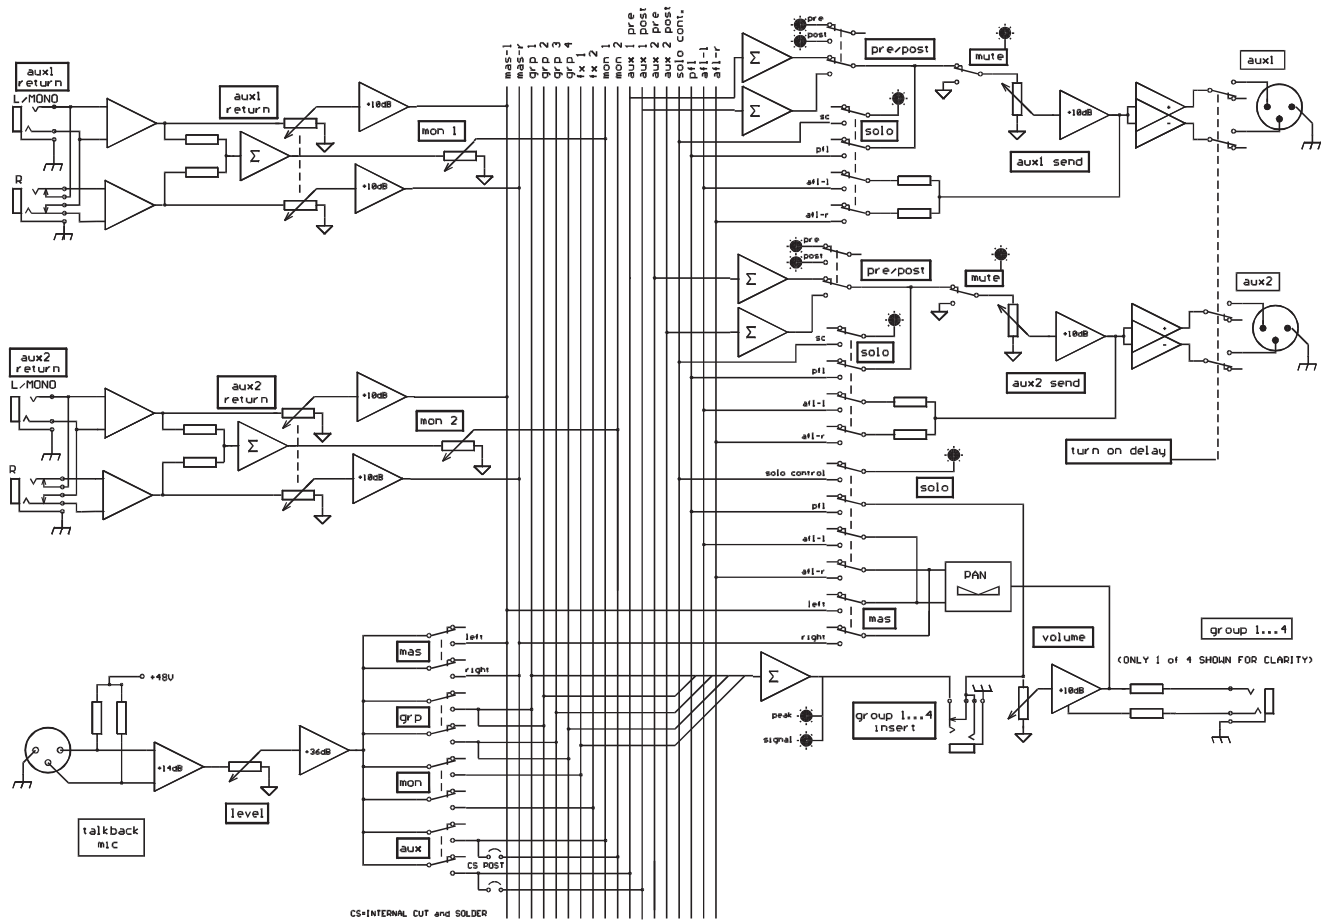 aux1
return
L/MONO
R
aux1
return
Σ
+10dB
+10dB
mon 1
mas-l
mas-r
grp 1
grp 2
grp 3
grp 4
fx 1
fx 2
mon 1
mon 2
aux 1 pre
aux 1 post
aux 2 pre
aux 2 post
solo cont.
pfl
afl-l
afl-r
Σ
Σ
pre
post
pre/post
mute
sc
solo
pfl
afl-l
afl-r
+10dB
aux1 send
+
-
aux1
Σ
Σ
pre
post
pre/post
mute
sc
solo
pfl
afl-l
afl-r
+10dB
aux2 send
+
-
aux2
turn on delay
aux2
return
L/MONO
R
aux2
return
Σ
+10dB
+10dB
mon 2
solo control
solo
pfl
afl-l
afl-r
left
right
mas
PAN
volume
group 1...4
(ONLY 1 of 4 SHOWN FOR CLARITY)
+10dB
Σ
peak
signal
group 1...4
insert
+48V
+14dB
level
+36dB
talkback
mic
mas
left
right
grp
mon
aux
CS POST
CS=INTERNAL CUT and SOLDER